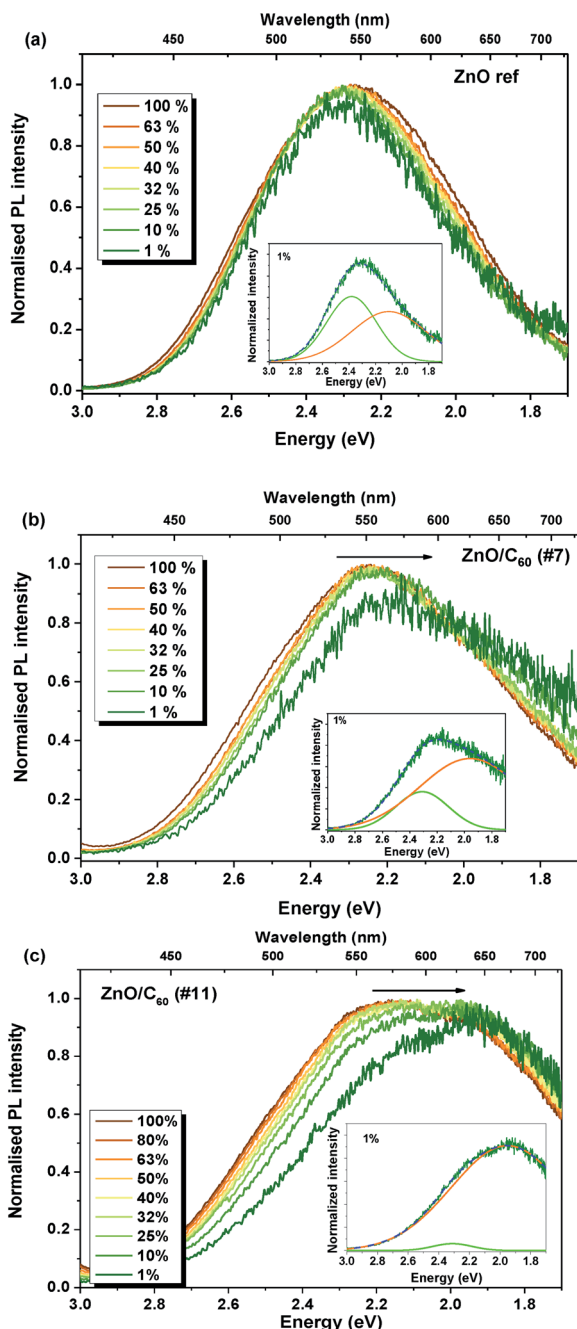 Wavelength (nm)
450 500 550 600 650 700
(a)
ZnO ref
100 %
63 %
50 %
40 %
32 %
25 %
10 %
1 %
Normalised PL intensity
1.0
0.8
0.6
0.4
0.2
0.0
1%
Normalized intensity
3.0 2.8 2.6 2.4 2.2 2.0 1.8
Energy (eV)
3.0 2.8 2.6 2.4 2.2 2.0 1.8
Energy (eV)
Wavelength (nm)
450 500 550 600 650 700
(b)
ZnO/C60 (#7)
100 %
63 %
50 %
40 %
32 %
25 %
10 %
1 %
Normalised PL intensity
1.0
0.8
0.6
0.4
0.2
0.0
1%
Normalized intensity
3.0 2.8 2.6 2.4 2.2 2.0 1.8
Energy (eV)
3.0 2.8 2.6 2.4 2.2 2.0 1.8
Energy (eV)
Wavelength (nm)
450 500 550 600 650 700
(c)
ZnO/C60 (#11)
100%
80%
63%
50%
40%
32%
25%
10%
1%
Normalised PL intensity
1.0
0.8
0.6
0.4
0.2
0.0
1%
Normalized intensity
3.0 2.8 2.6 2.4 2.2 2.0 1.8
Energy (eV)
3.0 2.8 2.6 2.4 2.2 2.0 1.8
Energy (eV)